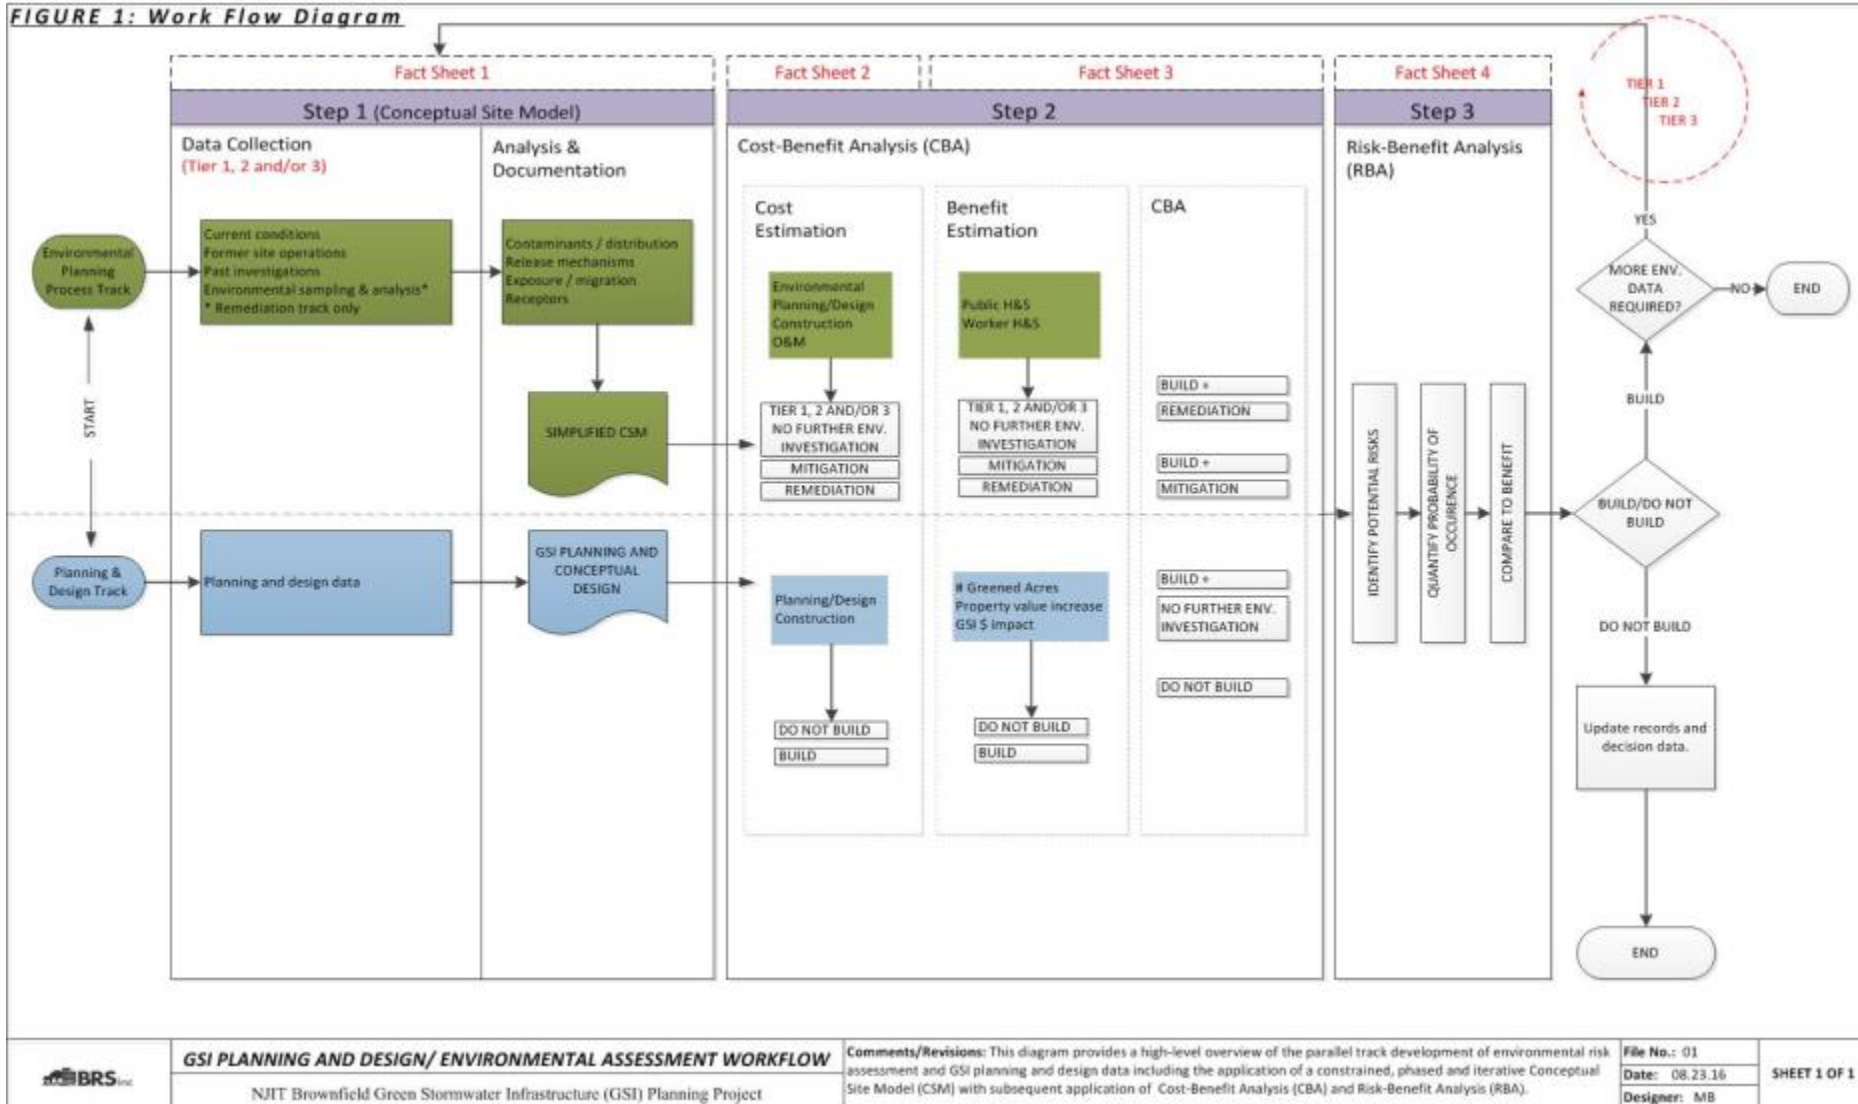 FIGURE 1: Work Flow Diagram
Fact Sheet 1
Fact Sheet 2
Fact Sheet 3
Fact Sheet 4
TIER 1
TIER 2
TIER 3
Step 1 (Conceptual Site Model)
Step 2
Step 3
Data Collection
(Tier 1, 2 and/or 3)
Analysis &
Documentation
Cost-Benefit Analysis (CBA)
Risk-Benefit Analysis
(RBA)
Cost
Estimation
Benefit
Estimation
CBA
Environmental
Planning
Process Track
Current conditions
Former site operations
Past investigations
Environmental sampling & analysis*
* Remediation track only
Contaminants / distribution
Release mechanisms
Exposure / migration
Receptors
Environmental
Planning/Design
Construction
O&M
Public H&S
Worker H&S
YES
MORE ENV.
DATA
REQUIRED?
NO
END
START
SIMPLIFIED CSM
TIER 1, 2 AND/OR 3
NO FURTHER ENV.
INVESTIGATION
MITIGATION
REMEDIATION
TIER 1, 2 AND/OR 3
NO FURTHER ENV.
INVESTIGATION
MITIGATION
REMEDIATION
BUILD +
REMEDIATION
BUILD +
MITIGATION
IDENTIFY POTENTIAL RISKS
QUANTIFY PROBABILITY OF
OCCURENCE
COMPARE TO BENEFIT
BUILD
BUILD/DO NOT
BUILD
Planning &
Design Track
Planning and design data
GSI PLANNING AND
CONCEPTUAL
DESIGN
Planning/Design
Construction
# Greened Acres
Property value increase
GSI $ impact
BUILD +
NO FURTHER ENV.
INVESTIGATION
DO NOT BUILD
DO NOT BUILD
DO NOT BUILD
BUILD
DO NOT BUILD
BUILD
Update records and
decision data.
END
BRS inc
GSI PLANNING AND DESIGN/ ENVIRONMENTAL ASSESSMENT WORKFLOW
NJIT Brownfield Green Stormwater Infrastructure (GSI) Planning Project
Comments/Revisions: This diagram provides a high-level overview of the parallel track development of environmental risk
assessment and GSI planning and design data including the application of a constrained, phased and iterative Conceptual
Site Model (CSM) with subsequent application of Cost-Benefit Analysis (CBA) and Risk-Benefit Analysis (RBA).
File No.: 01
Date: 08.23.16
Designer: MB
SHEET 1 OF 1